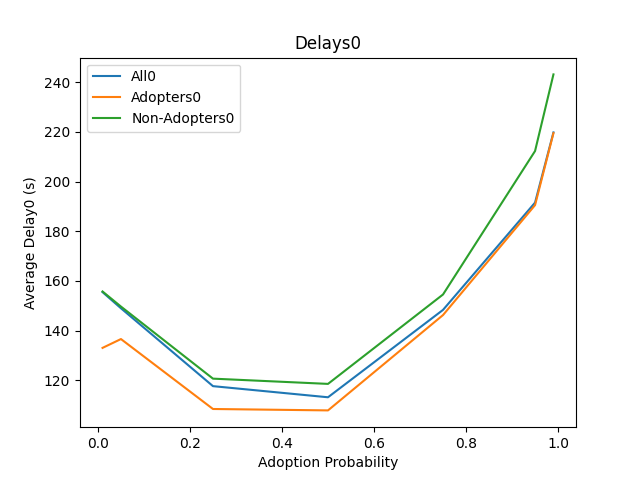 Delays0
All0
Adopters0
Non-Adopters0
Average Delay0 (s)
240
220
200
180
160
140
120
0.0 0.2 0.4 0.6 0.8 1.0
Adoption Probability